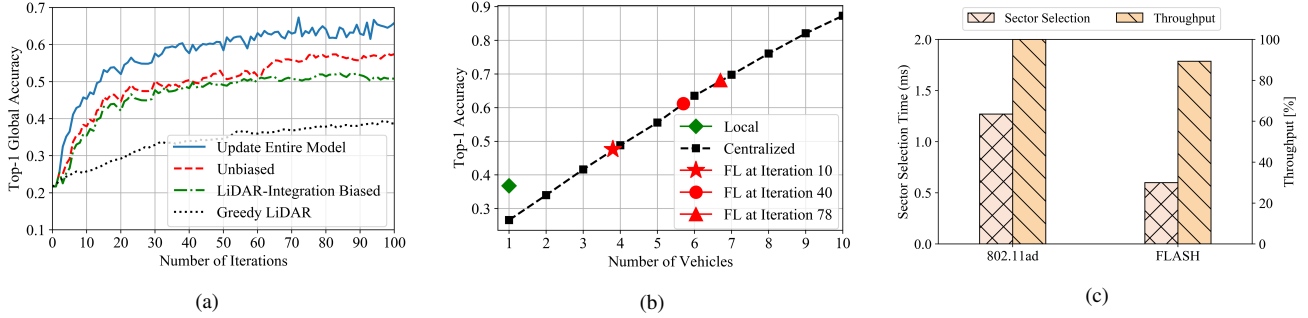 Top-1 Global Accuracy
0.7
0.6
0.5
0.4
0.3
0.2
0.1
0 10 20 30 40 50 60 70 80 90 100
Number of Iterations
Update Entire Model
Unbiased
LiDAR-Integration Biased
Greedy LiDAR
(a)
Top-1 Accuracy
0.9
0.8
0.7
0.6
0.5
0.4
0.3
1 2 3 4 5 6 7 8 9 10
Number of Vehicles
Local
Centralized
FL at Iteration 10
FL at Iteration 40
FL at Iteration 78
(b)
Sector Selection Throughput
Sector Selection Time (ms)
2.0
1.5
1.0
0.5
0.0
802.11ad FLASH
100
80
60
40
20
0
Throughput [%]
(c)